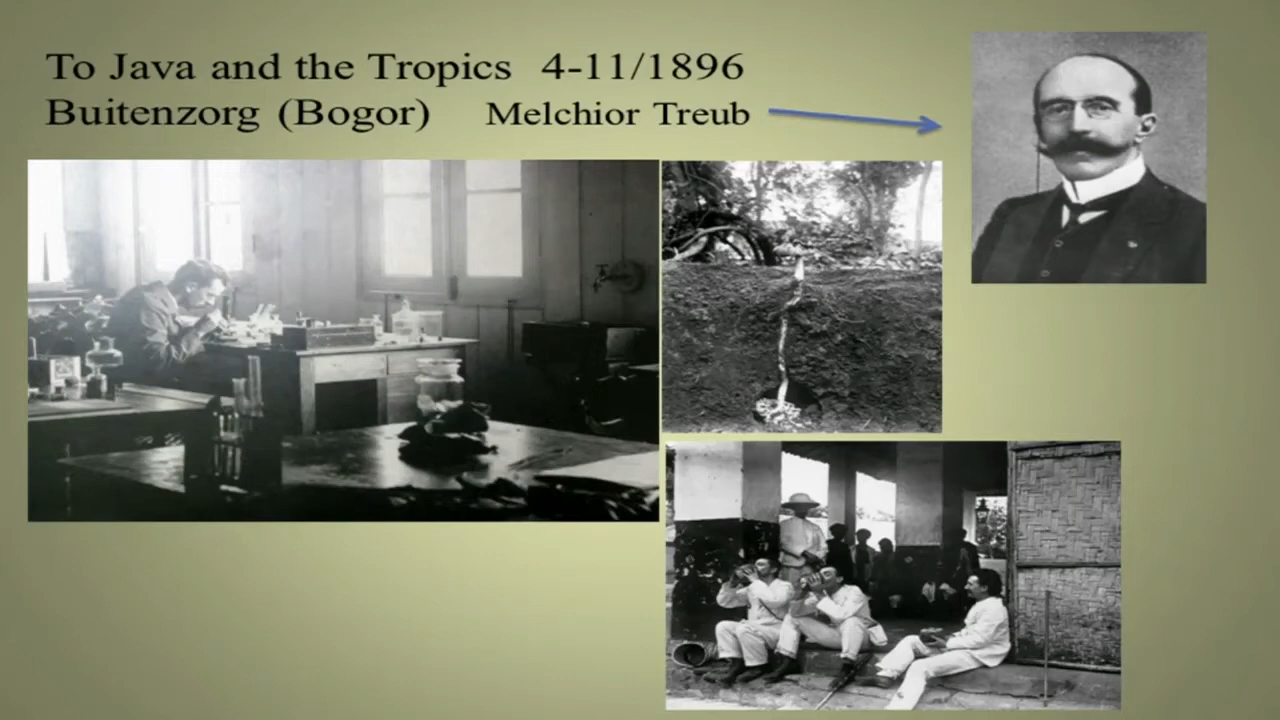 To Java and the Tropics 4-11/1896
Buitenzorg (Bogor) Melchior Treub